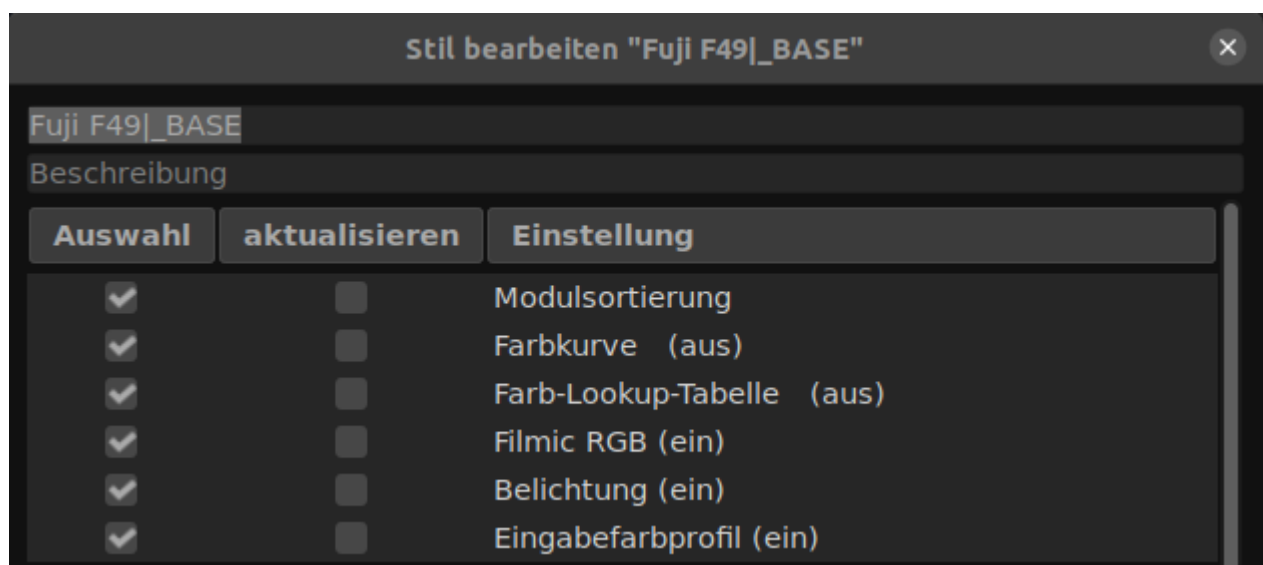 Stil bearbeiten "Fuji F49|_BASE"
Fuji F49|_BASE
Beschreibung
Auswahl aktualisieren Einstellung
Modulsortierung
Farbkurve (aus)
Farb-Lookup-Tabelle (aus)
Filmic RGB (ein)
Belichtung (ein)
Eingabefarbprofil (ein)